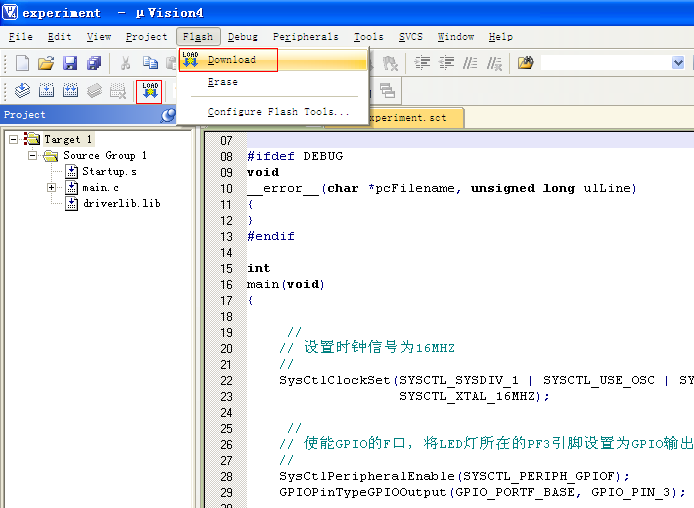 experiment - µVision4
File Edit View Project Flash Debug Peripherals Tools SVCS Window Help
LOAD Download
Erase
Configure Flash Tools...
LOAD
Project
experiment.sct
Target 1
Source Group 1
Startup.s
main.c
driverlib.lib
07
08 #ifdef DEBUG
09 void
10 __error__(char *pcFilename, unsigned long ulLine)
11 {
12 }
13 #endif
14
15 int
16 main(void)
17 {
18
19 //
20 // 设置时钟信号为16MHZ
21 //
22 SysCtlClockSet(SYSCTL_SYSDIV_1 | SYSCTL_USE_OSC | SY
23 SYSCTL_XTAL_16MHZ);
24
25 //
26 // 使能GPIO的F口, 将LED灯所在的PF3引脚设置为GPIO输出
27 //
28 SysCtlPeripheralEnable(SYSCTL_PERIPH_GPIOF);
29 GPIOPinTypeGPIOOutput(GPIO_PORTF_BASE, GPIO_PIN_3);